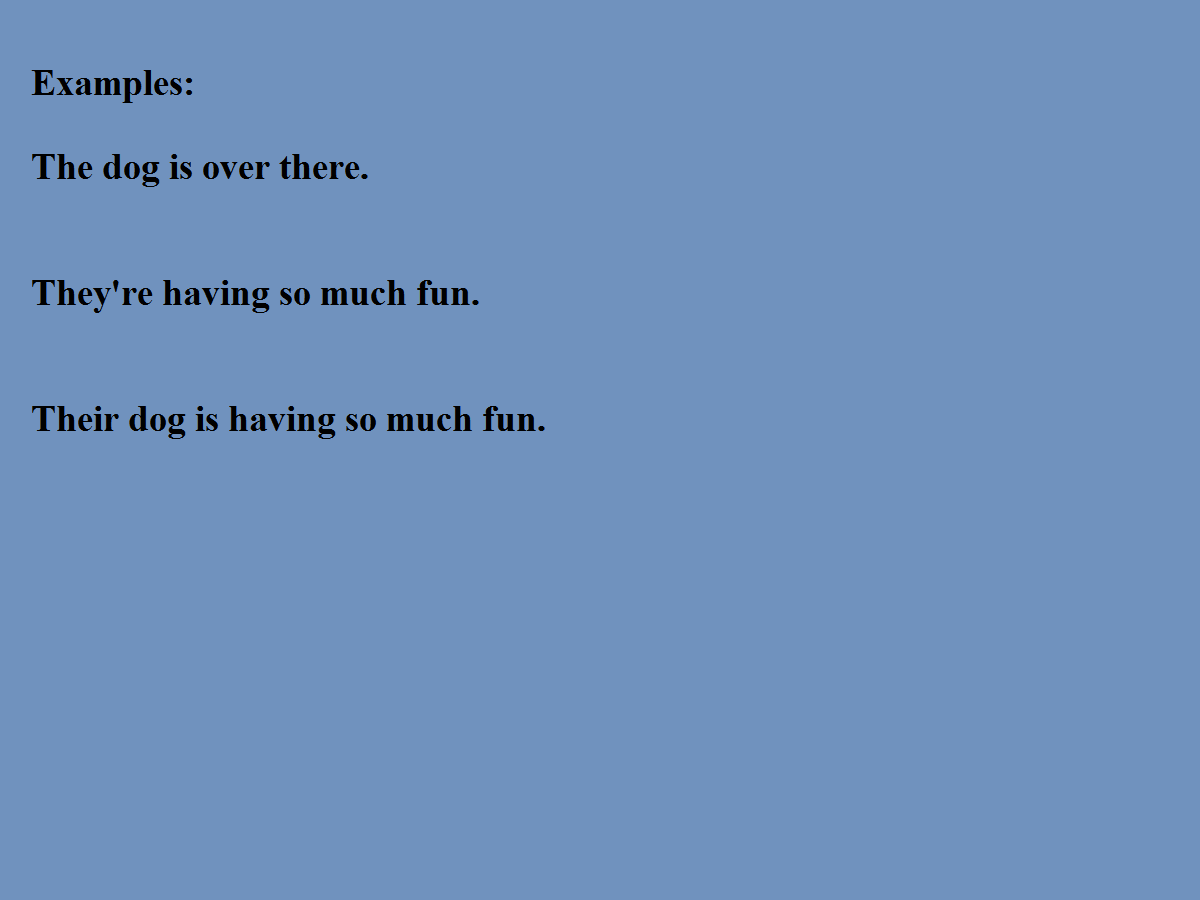 Examples:
The dog is over there.
They're having so much fun.
Their dog is having so much fun.